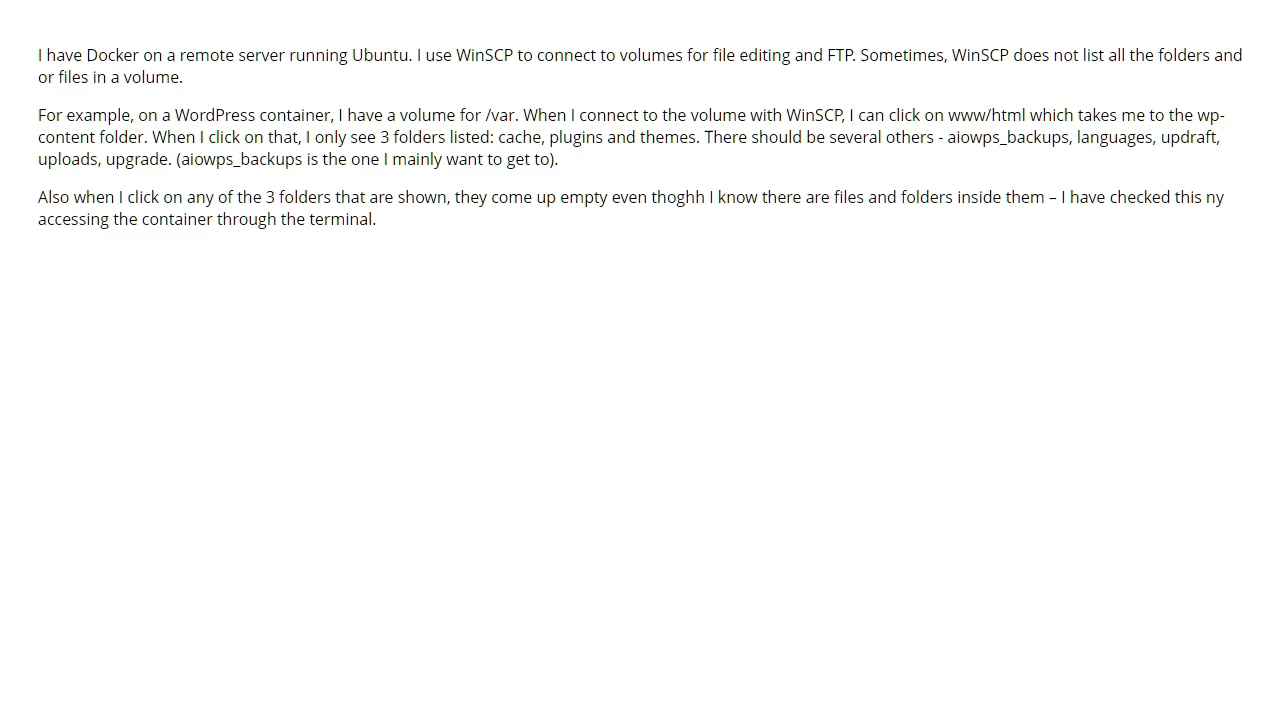 I have Docker on a remote server running Ubuntu. I use WinSCP to connect to volumes for file editing and FTP. Sometimes, WinSCP does not list all the folders and
or files in a volume.
For example, on a WordPress container, I have a volume for /var. When I connect to the volume with WinSCP, I can click on www/html which takes me to the wp-
content folder. When I click on that, I only see 3 folders listed: cache, plugins and themes. There should be several others - aiowps_backups, languages, updraft,
uploads, upgrade. (aiowps_backups is the one I mainly want to get to).
Also when I click on any of the 3 folders that are shown, they come up empty even thoghh I know there are files and folders inside them – I have checked this ny
accessing the container through the terminal.